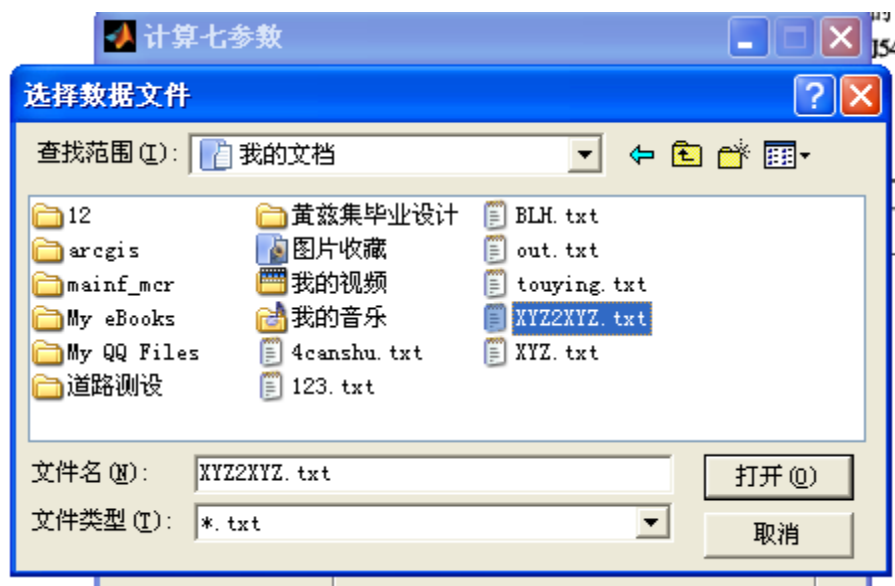 的
计算七参数
J54
选择数据文件
查找范围(I):
我的文档
12
arcgis
mainf_mcr
My eBooks
My QQ Files
道路测设
黄兹集毕业设计
图片收藏
我的视频
我的音乐
4canshu.txt
123.txt
BLH.txt
out.txt
touying.txt
XYZ2XYZ.txt
XYZ.txt
文件名(N):
XYZ2XYZ.txt
打开(O)
文件类型(T):
*.txt
取消